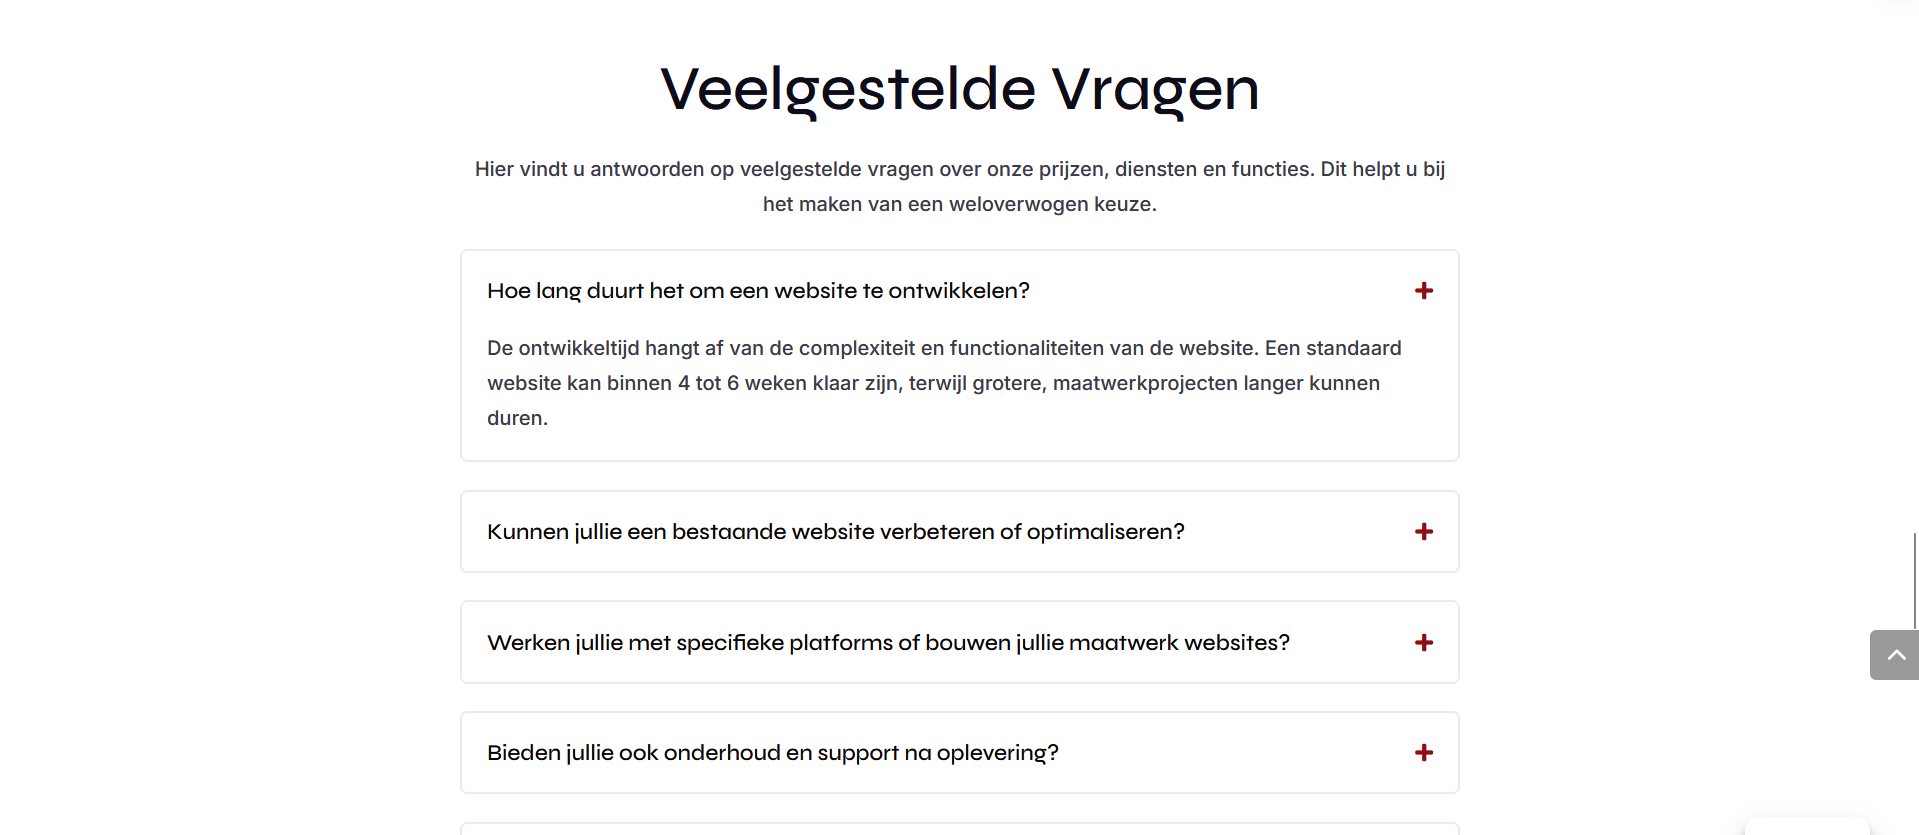 Veelgestelde Vragen
Hier vindt u antwoorden op veelgestelde vragen over onze prijzen, diensten en functies. Dit helpt u bij
het maken van een weloverwogen keuze.
Hoe lang duurt het om een website te ontwikkelen?
De ontwikkeltijd hangt af van de complexiteit en functionaliteiten van de website. Een standaard
website kan binnen 4 tot 6 weken klaar zijn, terwijl grotere, maatwerkprojecten langer kunnen
duren.
Kunnen jullie een bestaande website verbeteren of optimaliseren?
Werken jullie met specifieke platforms of bouwen jullie maatwerk websites?
Bieden jullie ook onderhoud en support na oplevering?